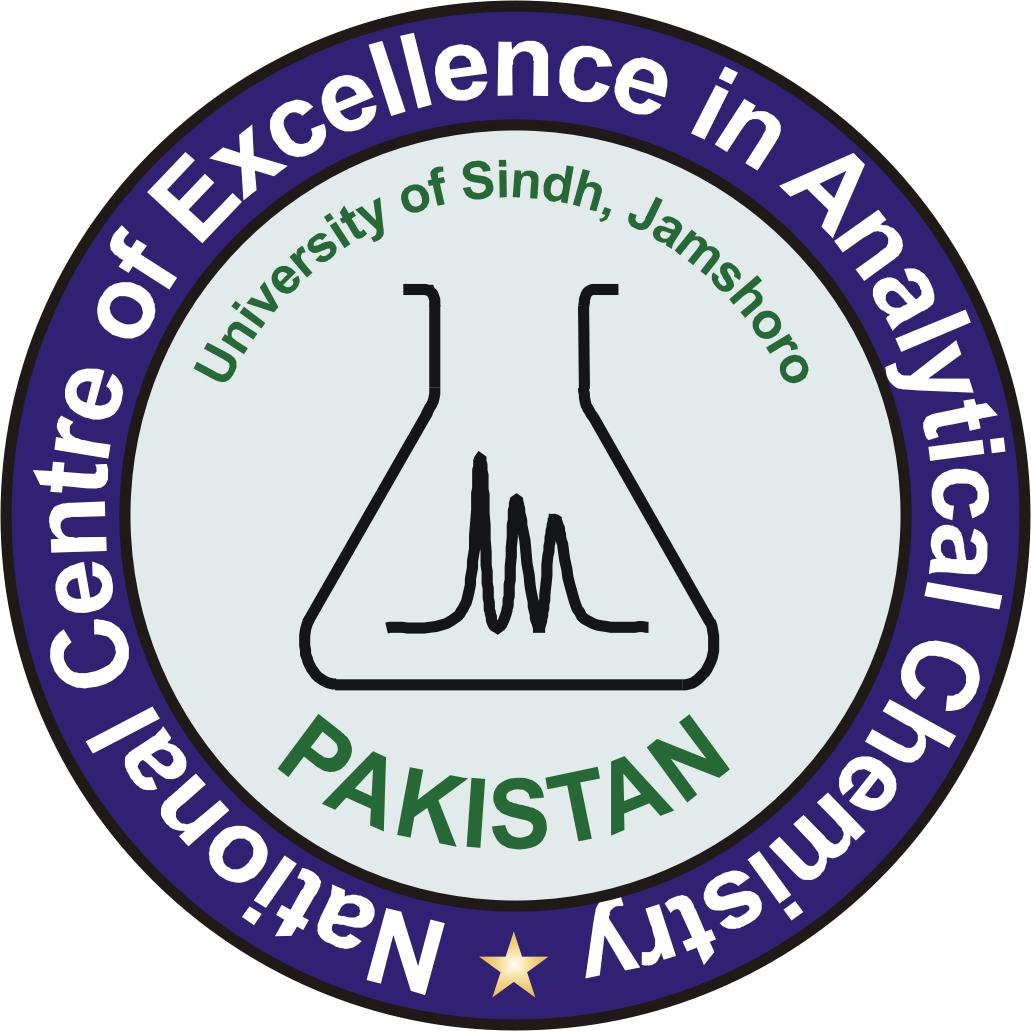 National Centre of Excellence in Analytical Chemistry
University of Sindh, Jamshoro
PAKISTAN